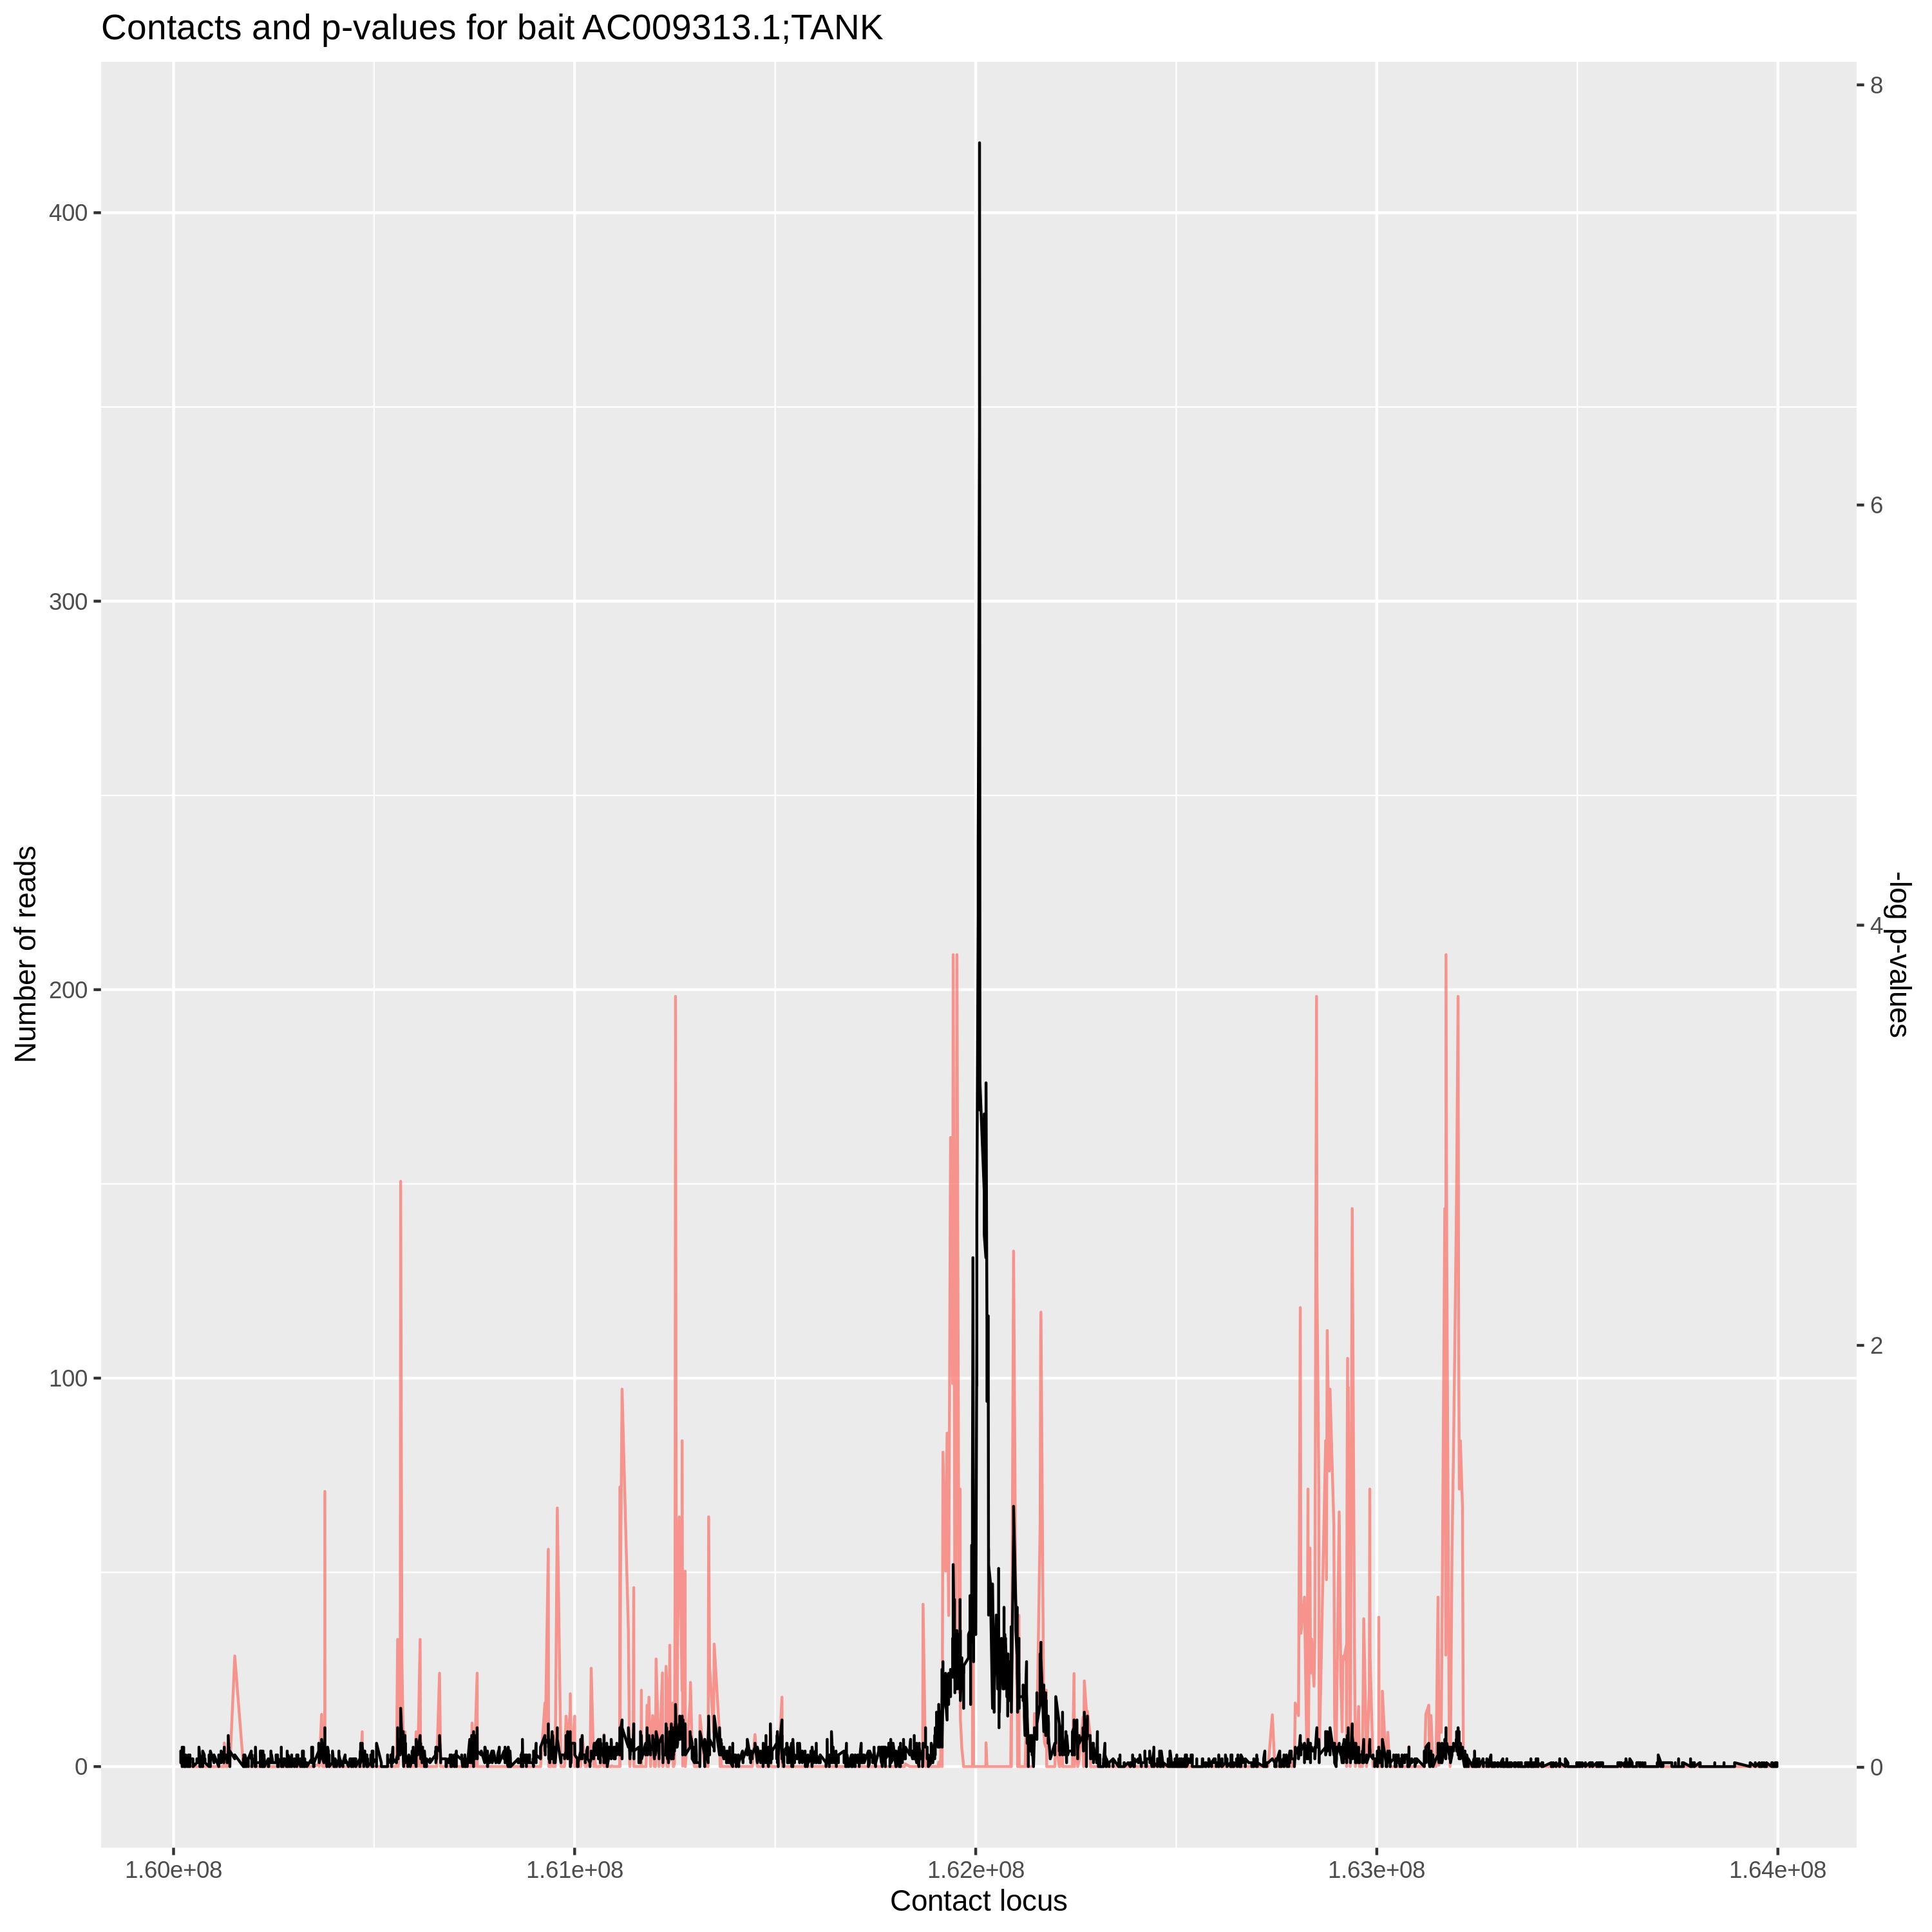 Contacts and p-values for bait AC009313.1;TANK
Number of reads
400
300
200
100
0
8
6
4
2
0
-log p-values
1.60e+08
1.61e+08
1.62e+08
1.63e+08
1.64e+08
Contact locus